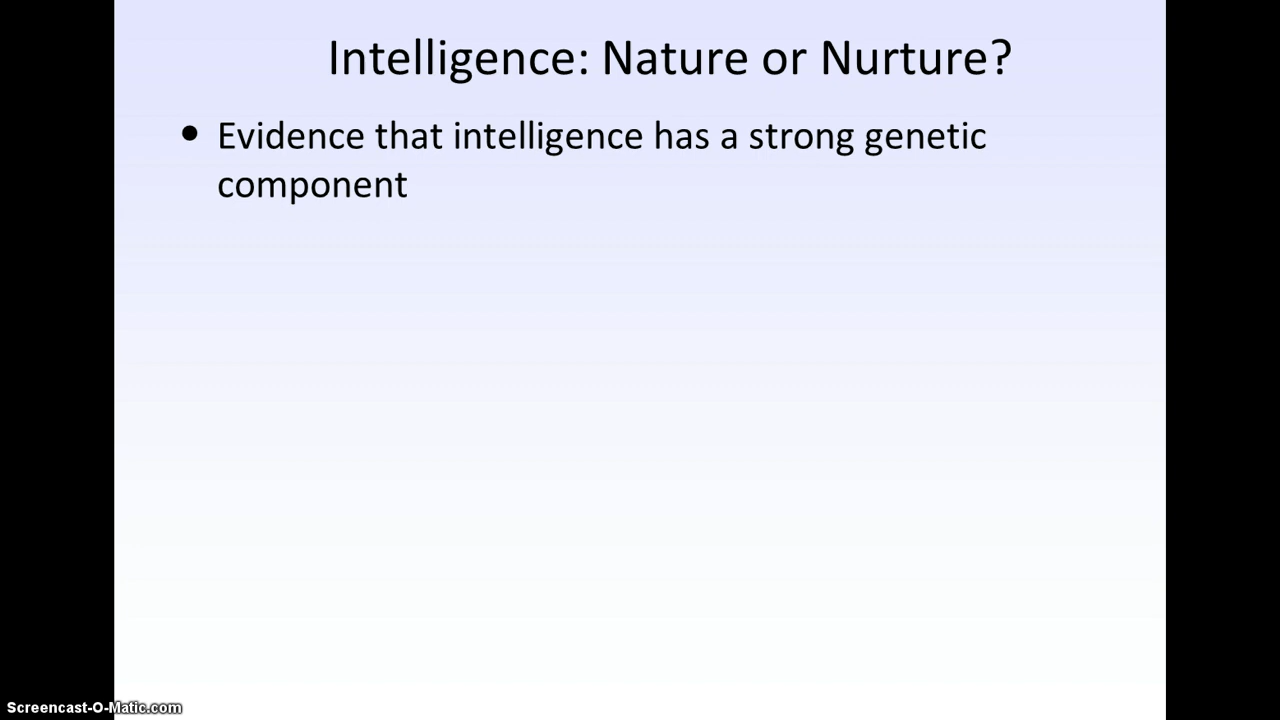 Intelligence: Nature or Nurture?
• Evidence that intelligence has a strong genetic
component
Screencast-O-Matic.com